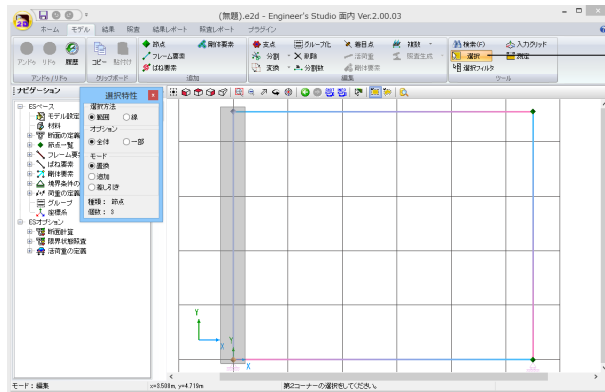 (無題).e2d - Engineer's Studio 面内 Ver.2.00.03
ホーム モデル 結果 照査 結果レポート 照査レポート プラグイン
アンドゥ リドゥ 履歴 コピー 貼付け
節点 剛体要素
フレーム要素
ばね要素
支点 グループ化 着目点 複数
分割 削除 活荷重 照査生成
変換 分割数 剛体要素
検索(F) 入力グリッド
選択 測定
選択フィルタ
アンドゥ/リドゥ クリップボード 追加 編集 ツール
ナビゲーション
ESベース
モデル設定
材料
断面の定義
節点一覧
フレーム要
ばね要素
剛体要素
境界条件の
荷重の定義
グループ
座標系
ESオプション
断面計算
限界状態照査
活荷重の定義
選択特性
選択方法
範囲 線
オプション
全体 一部
モード
置換
追加
差し引き
種類： 節点
個数： 3
Y
X
Y
X
モード：編集 x=8.508m, y=4.719m 第2コーナーの選択をしてください。